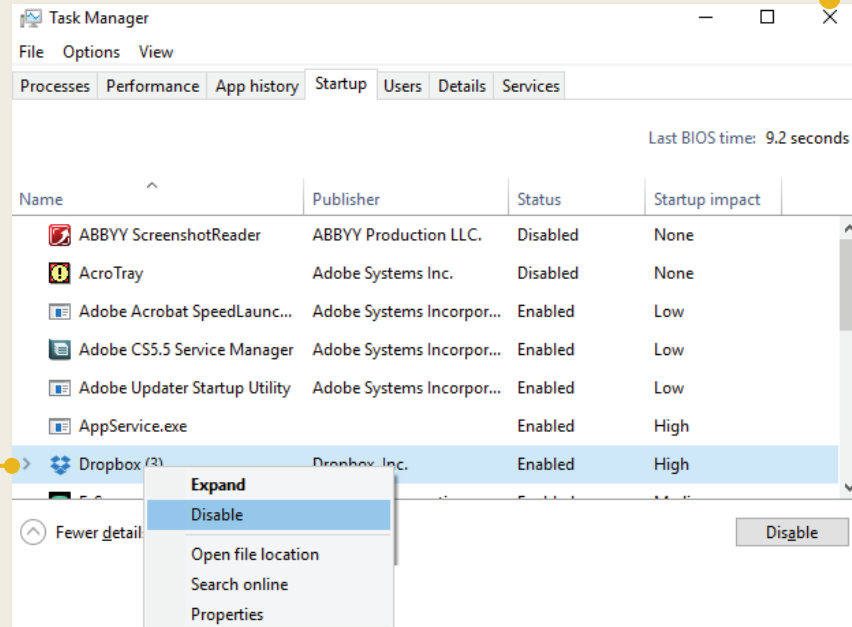 Task Manager
File Options View
Processes Performance App history Startup Users Details Services
Last BIOS time: 9.2 seconds
Name Publisher Status Startup impact
ABBYY ScreenshotReader ABBYY Production LLC. Disabled None
AcroTray Adobe Systems Inc. Disabled None
Adobe Acrobat SpeedLaunc... Adobe Systems Incorpor... Enabled Low
Adobe CS5.5 Service Manager Adobe Systems Incorpor... Enabled Low
Adobe Updater Startup Utility Adobe Systems Incorpor... Enabled Low
AppService.exe Enabled High
Dropbox (3) Dropbox, Inc. Enabled High
Expand
Disable
Fewer detail Disable
Open file location
Search online
Properties